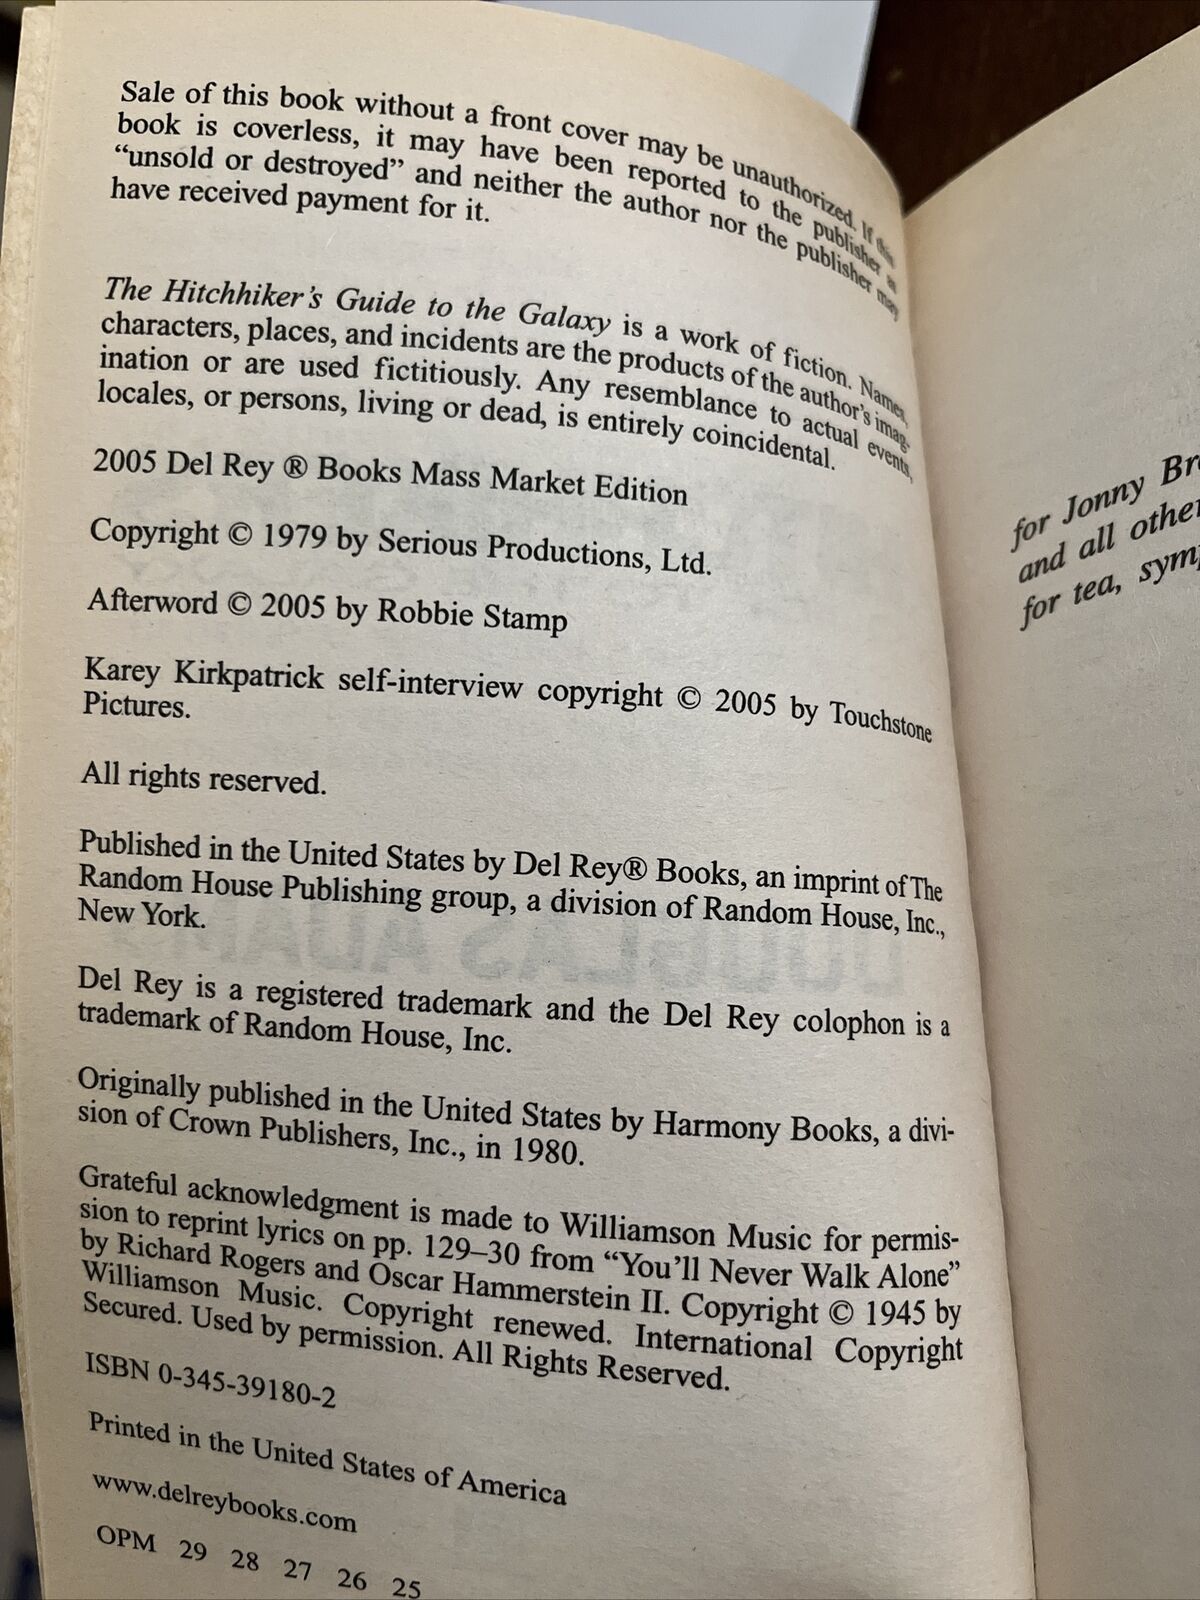 Sale of this book without a front cover may be unauthorized. If this
book is coverless, it may have been reported to the publisher as
“unsold or destroyed” and neither the author nor the publisher may
have received payment for it.
The Hitchhiker’s Guide to the Galaxy is a work of fiction. Names,
characters, places, and incidents are the products of the author’s imag-
ination or are used fictitiously. Any resemblance to actual events,
locales, or persons, living or dead, is entirely coincidental.
2005 Del Rey ® Books Mass Market Edition
Copyright © 1979 by Serious Productions, Ltd.
Afterword © 2005 by Robbie Stamp
Karey Kirkpatrick self-interview copyright © 2005 by Touchstone
Pictures.
All rights reserved.
Published in the United States by Del Rey® Books, an imprint of The
Random House Publishing group, a division of Random House, Inc.,
New York.
Del Rey is a registered trademark and the Del Rey colophon is a
trademark of Random House, Inc.
Originally published in the United States by Harmony Books, a divi-
sion of Crown Publishers, Inc., in 1980.
Grateful acknowledgment is made to Williamson Music for permis-
sion to reprint lyrics on pp. 129–30 from “You’ll Never Walk Alone”
by Richard Rogers and Oscar Hammerstein II. Copyright © 1945 by
Williamson Music. Copyright renewed. International Copyright
Secured. Used by permission. All Rights Reserved.
ISBN 0-345-39180-2
Printed in the United States of America
www.delreybooks.com
OPM 29 28 27 26 25
for Jonny
and all
for tea,